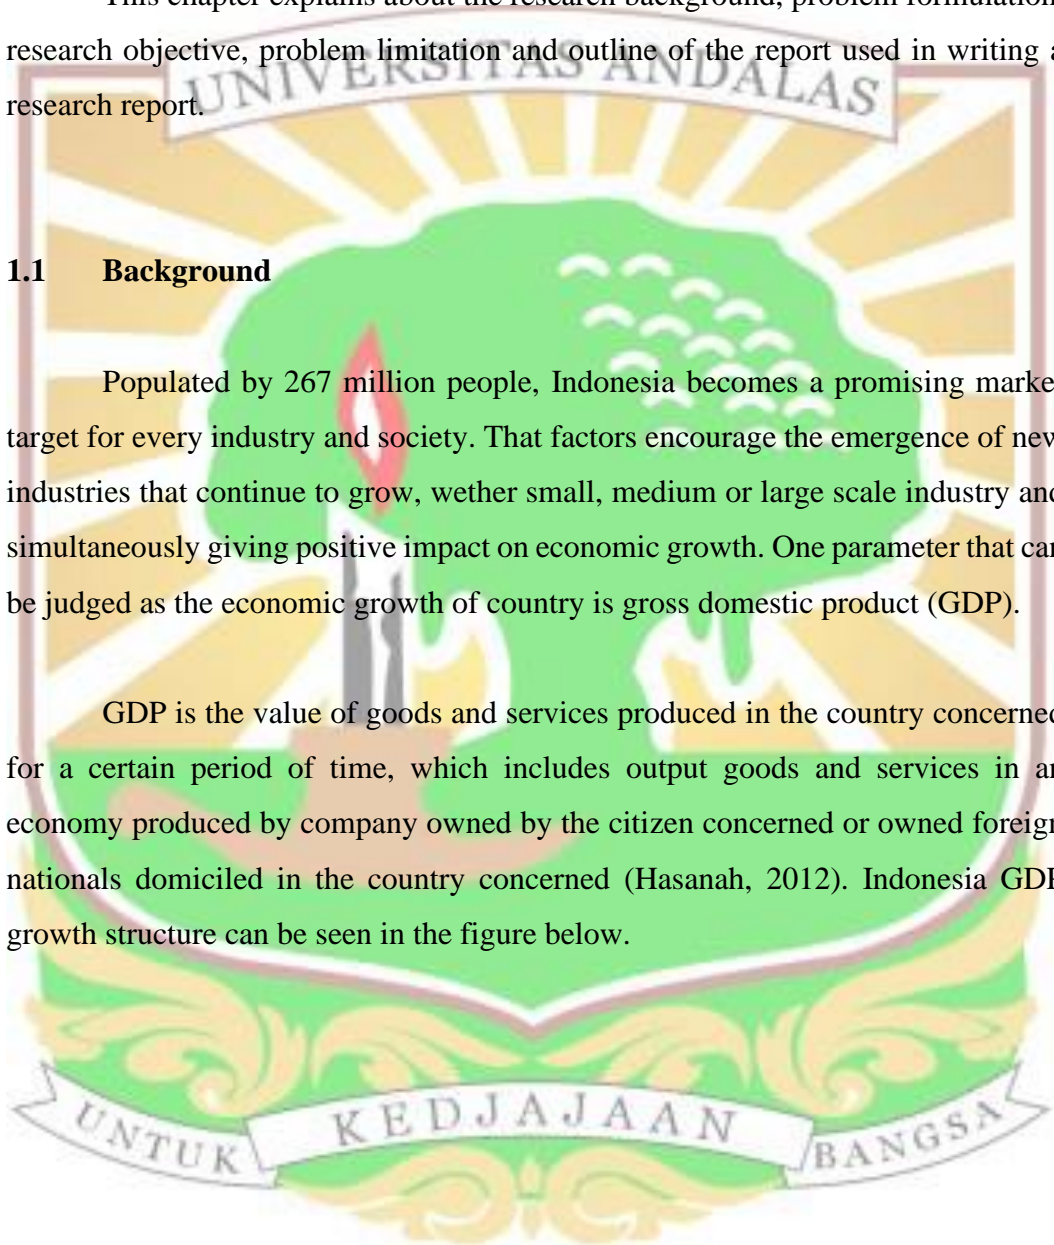 This chapter explains about the research background, problem formulation
research objective, problem limitation and outline of the report used in writing a
research report.
UNIVERSITAS ANDALAS
1.1 Background
Populated by 267 million people, Indonesia becomes a promising marke
target for every industry and society. That factors encourage the emergence of new
industries that continue to grow, wether small, medium or large scale industry and
simultaneously giving positive impact on economic growth. One parameter that can
be judged as the economic growth of country is gross domestic product (GDP).
GDP is the value of goods and services produced in the country concerned
for a certain period of time, which includes output goods and services in an
economy produced by company owned by the citizen concerned or owned foreign
nationals domiciled in the country concerned (Hasanah, 2012). Indonesia GDP
growth structure can be seen in the figure below.
UNTUK KEDJAJAAN BANGSA